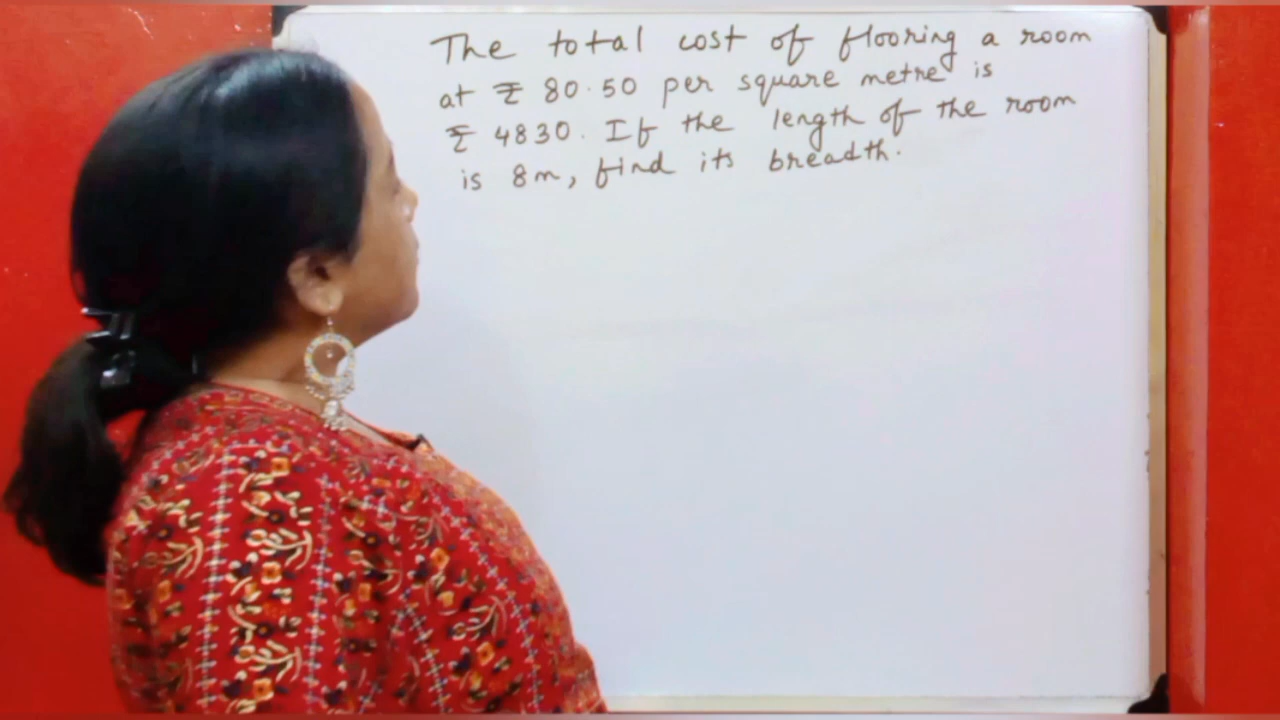 The total cost of flooring a room
at ₹ 80.50 per square metre is
₹ 4830. If the length of the room
is 8m, find its breadth.